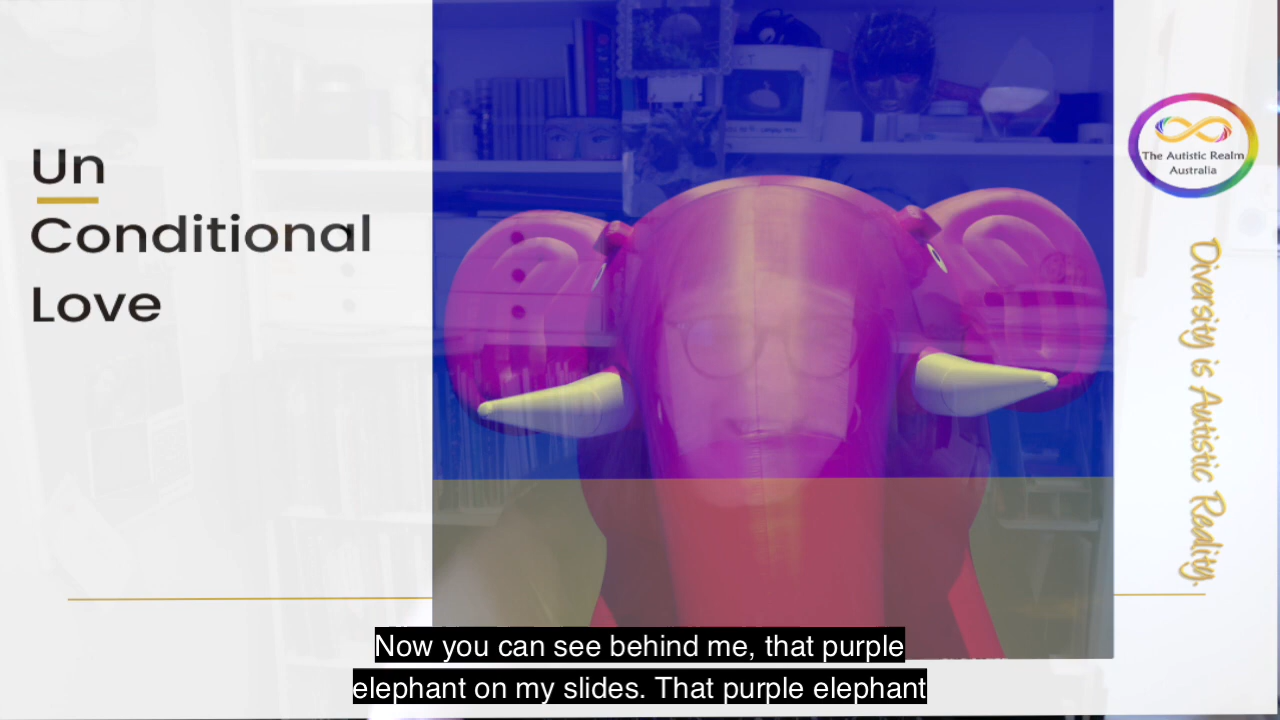 Un
Conditional
Love
The Autistic Realm
Australia
Diversity is Autistic Reality.
Now you can see behind me, that purple
elephant on my slides. That purple elephant